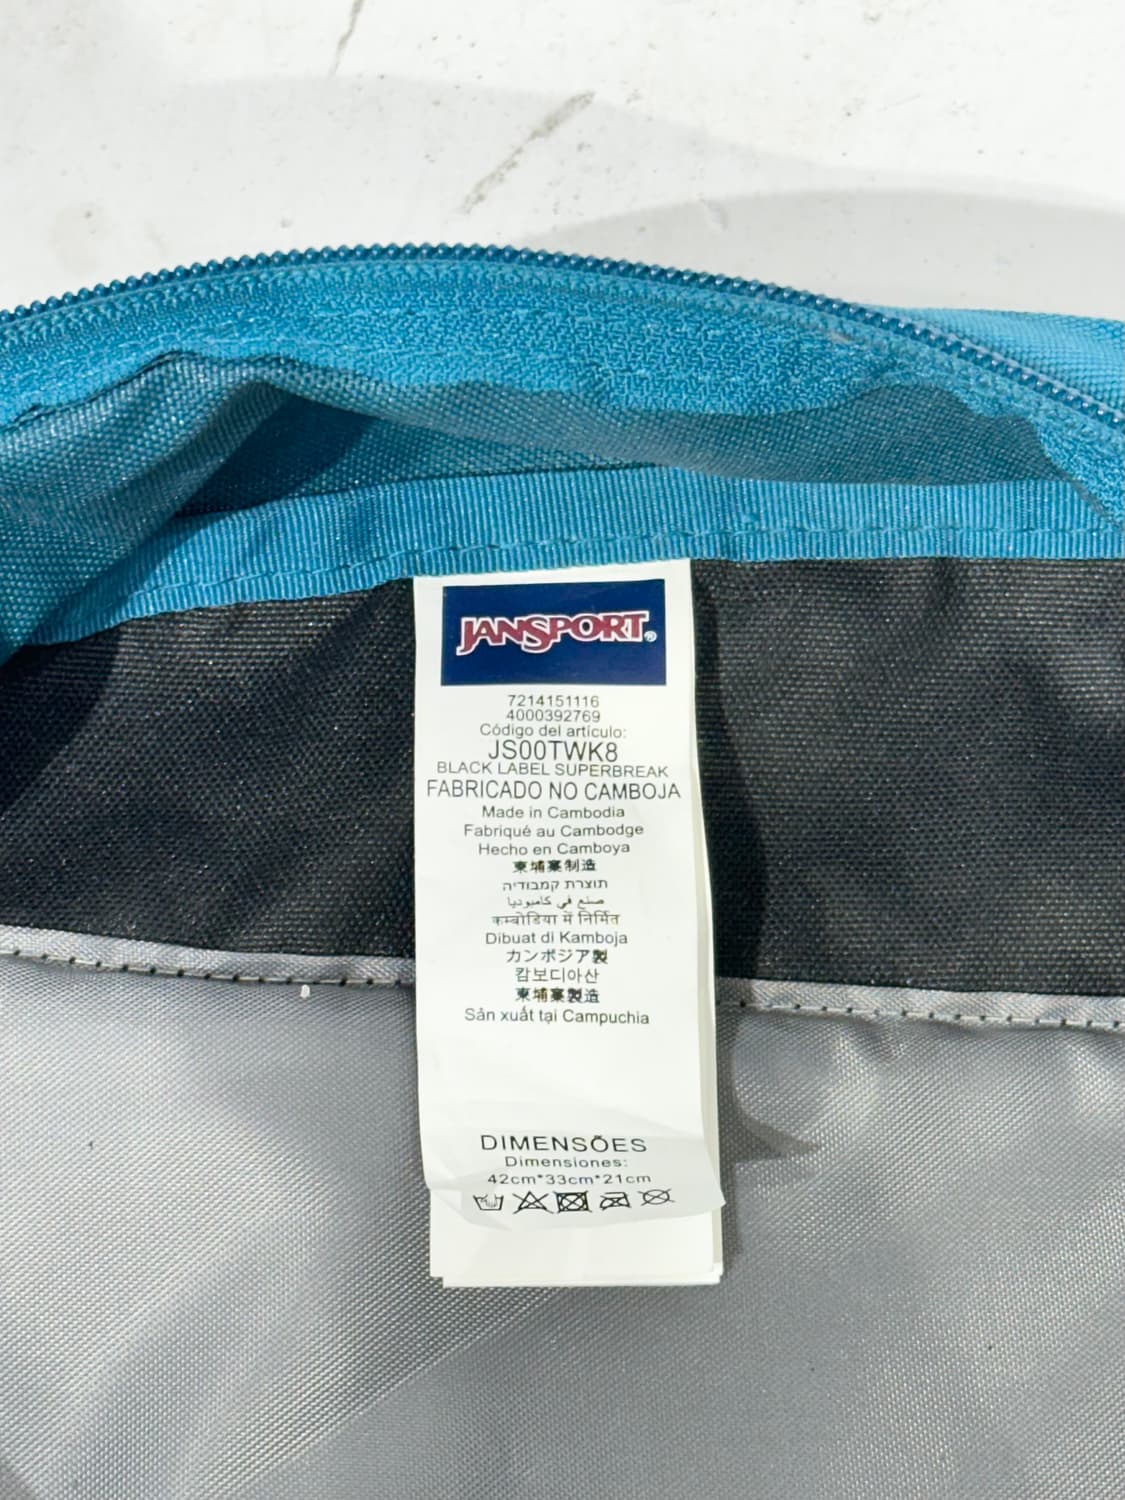 JANSPORT®
7214151116
4000392769
Código del artículo:
JS00TWK8
BLACK LABEL SUPERBREAK
FABRICADO NO CAMBOJA
Made in Cambodia
Fabriqué au Cambodge
Hecho en Camboya
柬埔寨制造
תוצרת קמבודיה
صنع في كامبوديا
कम्बोडिया में निर्मित
Dibuat di Kamboja
カンボジア製
캄보디아산
柬埔寨製造
Sản xuất tại Campuchia
DIMENSÕES
Dimensiones:
42cm*33cm*21cm